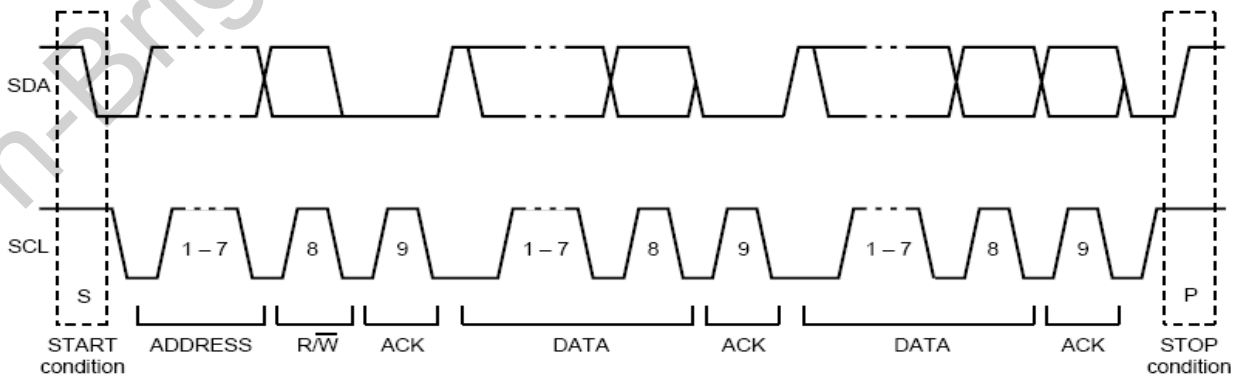 n-Brig
SDA
SCL
1 – 7 8 9 1 – 7 8 9 1 – 7 8 9
S P
START ADDRESS R/W̅ ACK DATA ACK DATA ACK STOP
condition condition